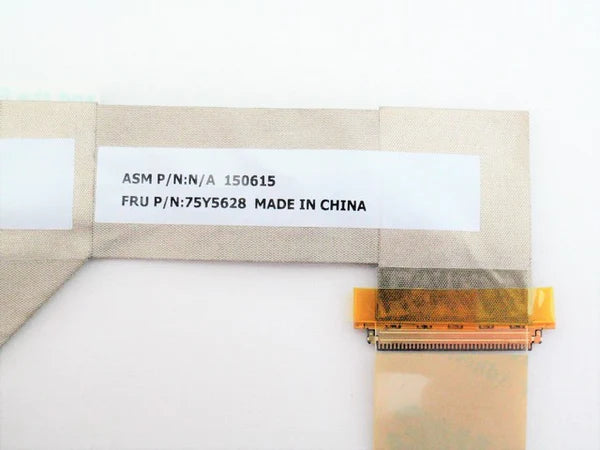 ASM P/N:N/A 150615
FRU P/N:75Y5628 MADE IN CHINA